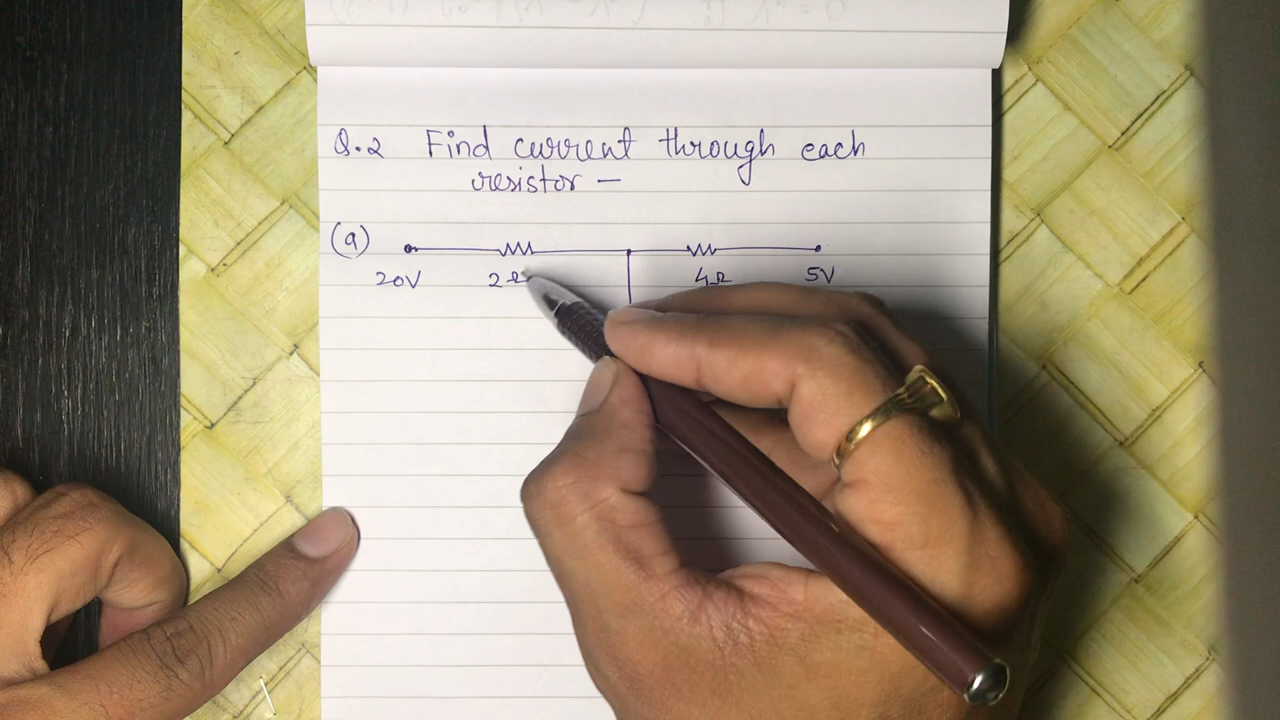 Q.2 Find current through each
resistor —
(a)
20V 2Ω 4Ω 5V